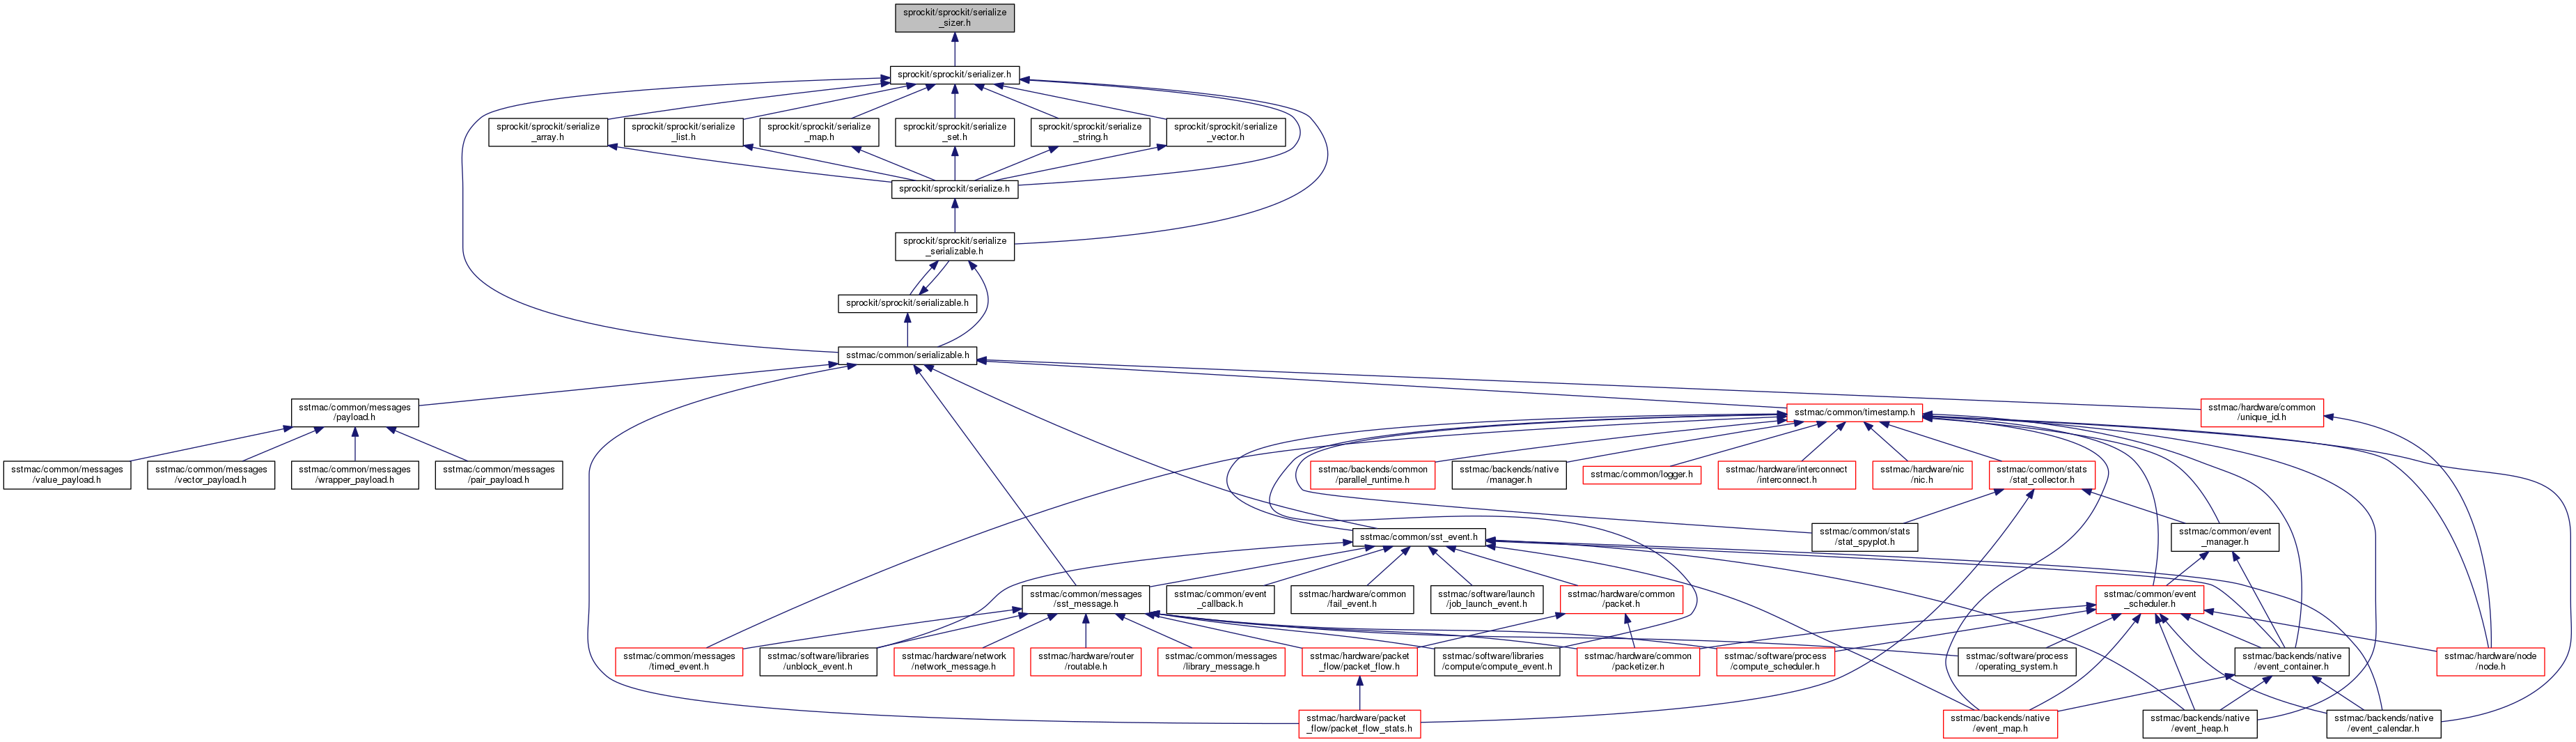 sprockit/sprockit/serialize
_sizer.h
sprockit/sprockit/serializer.h
sprockit/sprockit/serialize
_array.h
sprockit/sprockit/serialize
_list.h
sprockit/sprockit/serialize
_map.h
sprockit/sprockit/serialize
_set.h
sprockit/sprockit/serialize
_string.h
sprockit/sprockit/serialize
_vector.h
sprockit/sprockit/serialize.h
sprockit/sprockit/serialize
_serializable.h
sprockit/sprockit/serializable.h
sstmac/common/serializable.h
sstmac/common/messages
/payload.h
sstmac/common/timestamp.h
sstmac/hardware/common
/unique_id.h
sstmac/common/messages
/value_payload.h
sstmac/common/messages
/vector_payload.h
sstmac/common/messages
/wrapper_payload.h
sstmac/common/messages
/pair_payload.h
sstmac/backends/common
/parallel_runtime.h
sstmac/backends/native
/manager.h
sstmac/common/logger.h
sstmac/hardware/interconnect
/interconnect.h
sstmac/hardware/nic
/nic.h
sstmac/common/stats
/stat_collector.h
sstmac/common/sst_event.h
sstmac/common/stats
/stat_spyplot.h
sstmac/common/event
_manager.h
sstmac/common/messages
/sst_message.h
sstmac/common/event
_callback.h
sstmac/hardware/common
/fail_event.h
sstmac/software/launch
/job_launch_event.h
sstmac/hardware/common
/packet.h
sstmac/common/event
_scheduler.h
sstmac/common/messages
/timed_event.h
sstmac/software/libraries
/unblock_event.h
sstmac/hardware/network
/network_message.h
sstmac/hardware/router
/routable.h
sstmac/common/messages
/library_message.h
sstmac/hardware/packet
_flow/packet_flow.h
sstmac/software/libraries
/compute/compute_event.h
sstmac/hardware/common
/packetizer.h
sstmac/software/process
/compute_scheduler.h
sstmac/software/process
/operating_system.h
sstmac/backends/native
/event_container.h
sstmac/hardware/node
/node.h
sstmac/hardware/packet
_flow/packet_flow_stats.h
sstmac/backends/native
/event_map.h
sstmac/backends/native
/event_heap.h
sstmac/backends/native
/event_calendar.h